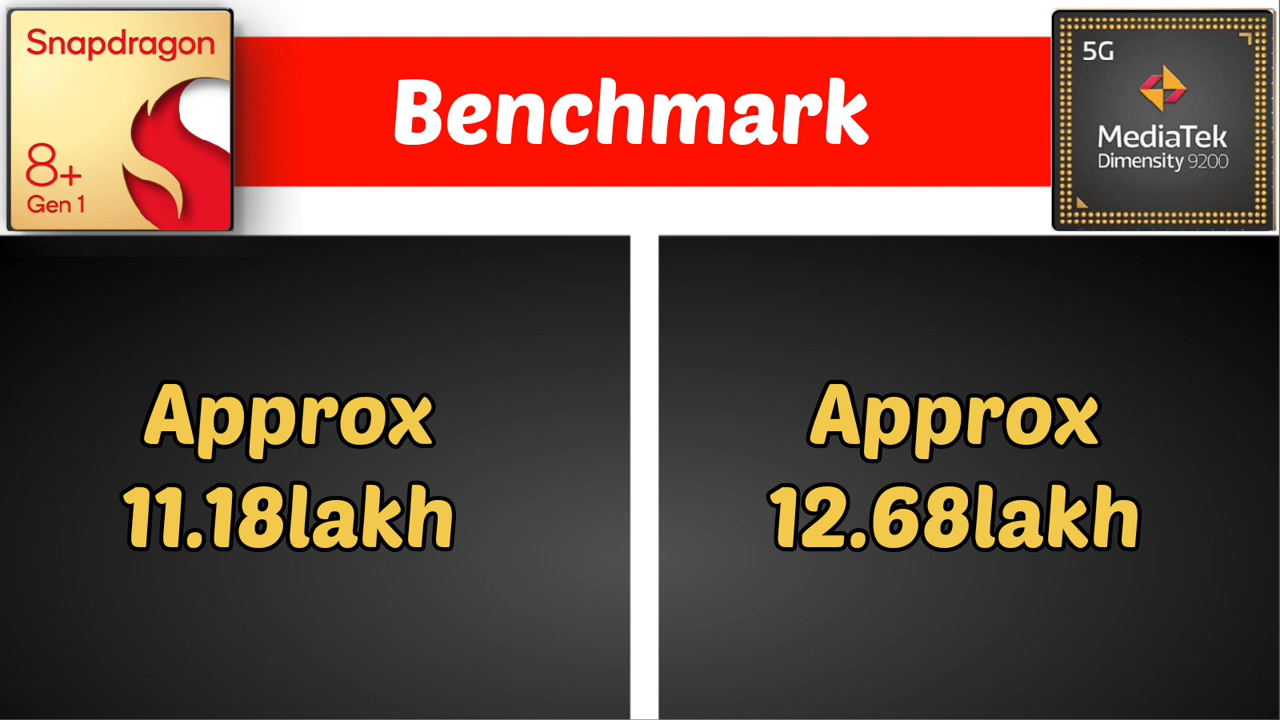 Snapdragon
8+
Gen 1
Benchmark
5G
MediaTek
Dimensity 9200
Approx
11.18lakh
Approx
12.68lakh